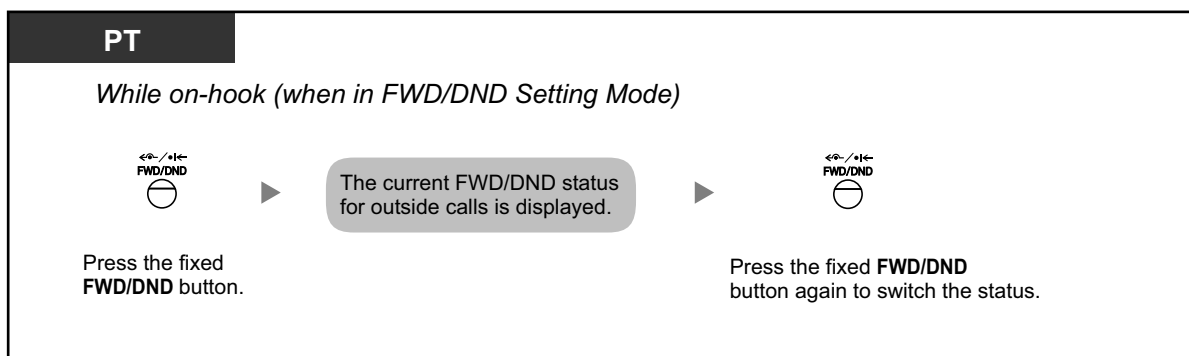 PT
While on-hook (when in FWD/DND Setting Mode)
FWD/DND
The current FWD/DND status
for outside calls is displayed.
FWD/DND
Press the fixed
FWD/DND button.
Press the fixed FWD/DND
button again to switch the status.